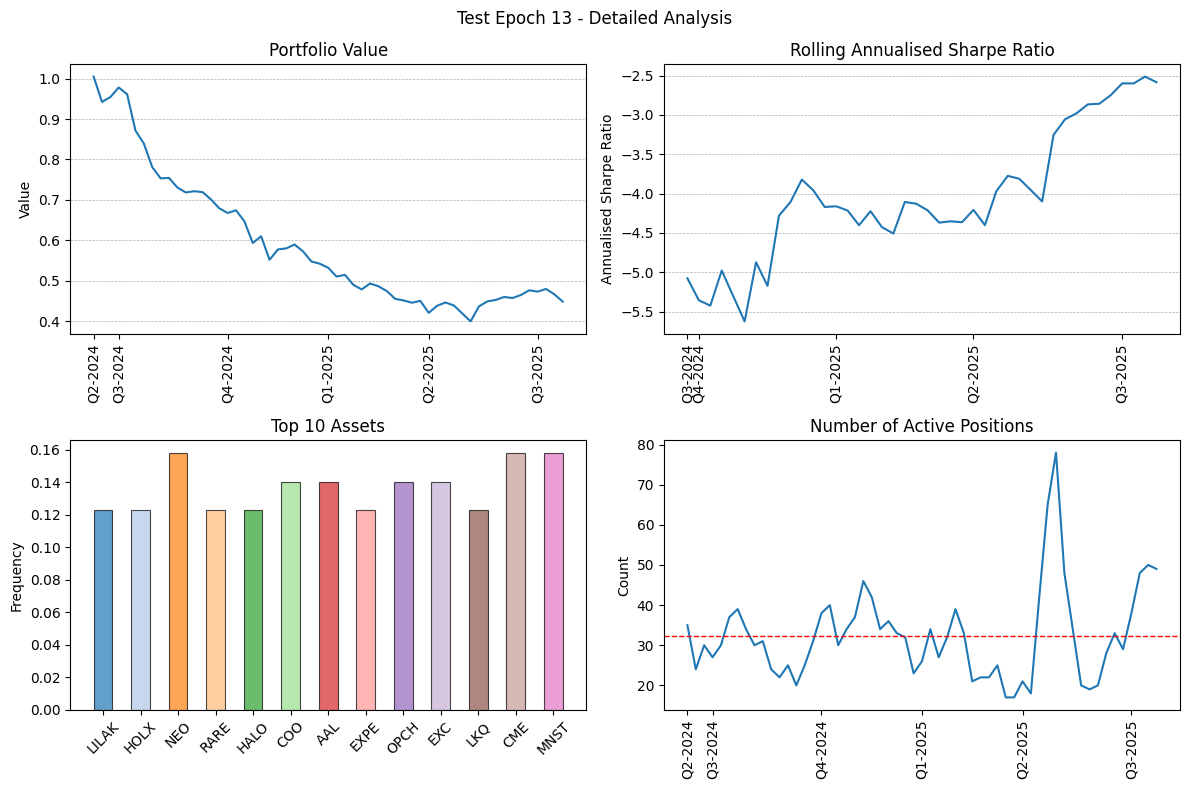 Test Epoch 13 - Detailed Analysis
Portfolio Value
Value
1.0
0.9
0.8
0.7
0.6
0.5
0.4
Q2-2024
Q3-2024
Q4-2024
Q1-2025
Q2-2025
Q3-2025
Rolling Annualised Sharpe Ratio
Annualised Sharpe Ratio
−2.5
−3.0
−3.5
−4.0
−4.5
−5.0
−5.5
Q3-2024
Q4-2024
Q1-2025
Q2-2025
Q3-2025
Top 10 Assets
Frequency
0.16
0.14
0.12
0.10
0.08
0.06
0.04
0.02
0.00
LILAK
HOLX
NEO
RARE
HALO
COO
AAL
EXPE
OPCH
EXC
LKQ
CME
MNST
Number of Active Positions
Count
80
70
60
50
40
30
20
Q2-2024
Q3-2024
Q4-2024
Q1-2025
Q2-2025
Q3-2025